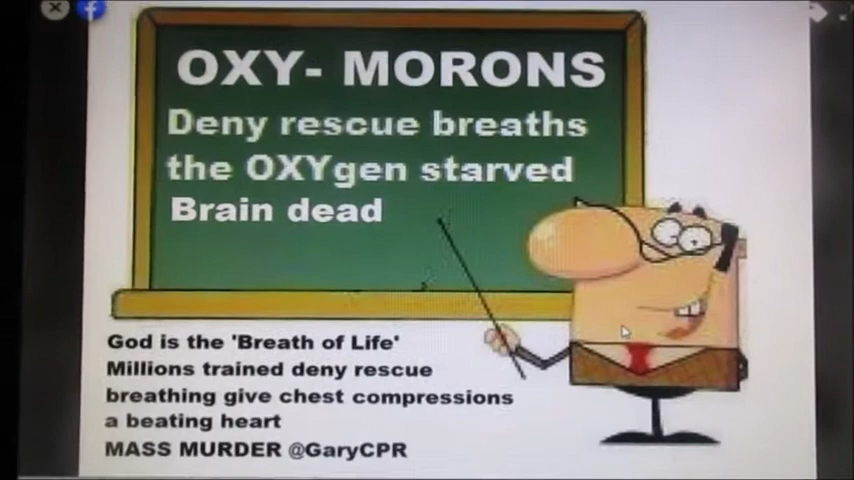 OXY- MORONS
Deny rescue breaths
the OXYgen starved
Brain dead
God is the 'Breath of Life'
Millions trained deny rescue
breathing give chest compressions
a beating heart
MASS MURDER @GaryCPR